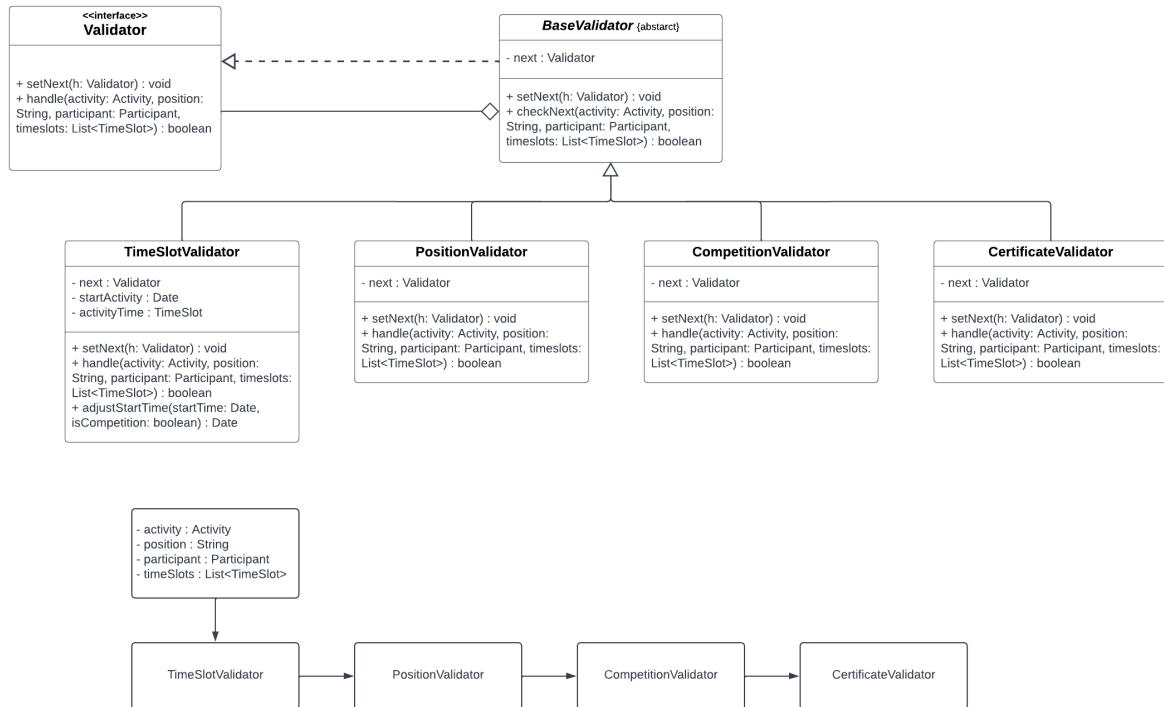 <<interface>>
Validator
+ setNext(h: Validator) : void
+ handle(activity: Activity, position:
String, participant: Participant,
timeslots: List<TimeSlot>) : boolean
BaseValidator {abstarct}
- next : Validator
+ setNext(h: Validator) : void
+ checkNext(activity: Activity, position:
String, participant: Participant,
timeslots: List<TimeSlot>) : boolean
TimeSlotValidator
- next : Validator
- startActivity : Date
- activityTime : TimeSlot
+ setNext(h: Validator) : void
+ handle(activity: Activity, position:
String, participant: Participant, timeslots:
List<TimeSlot>) : boolean
+ adjustStartTime(startTime: Date,
isCompetition: boolean) : Date
PositionValidator
- next : Validator
+ setNext(h: Validator) : void
+ handle(activity: Activity, position:
String, participant: Participant, timeslots:
List<TimeSlot>) : boolean
CompetitionValidator
- next : Validator
+ setNext(h: Validator) : void
+ handle(activity: Activity, position:
String, participant: Participant, timeslots:
List<TimeSlot>) : boolean
CertificateValidator
- next : Validator
+ setNext(h: Validator) : void
+ handle(activity: Activity, position:
String, participant: Participant, timeslots:
List<TimeSlot>) : boolean
- activity : Activity
- position : String
- participant : Participant
- timeSlots : List<TimeSlot>
TimeSlotValidator
PositionValidator
CompetitionValidator
CertificateValidator